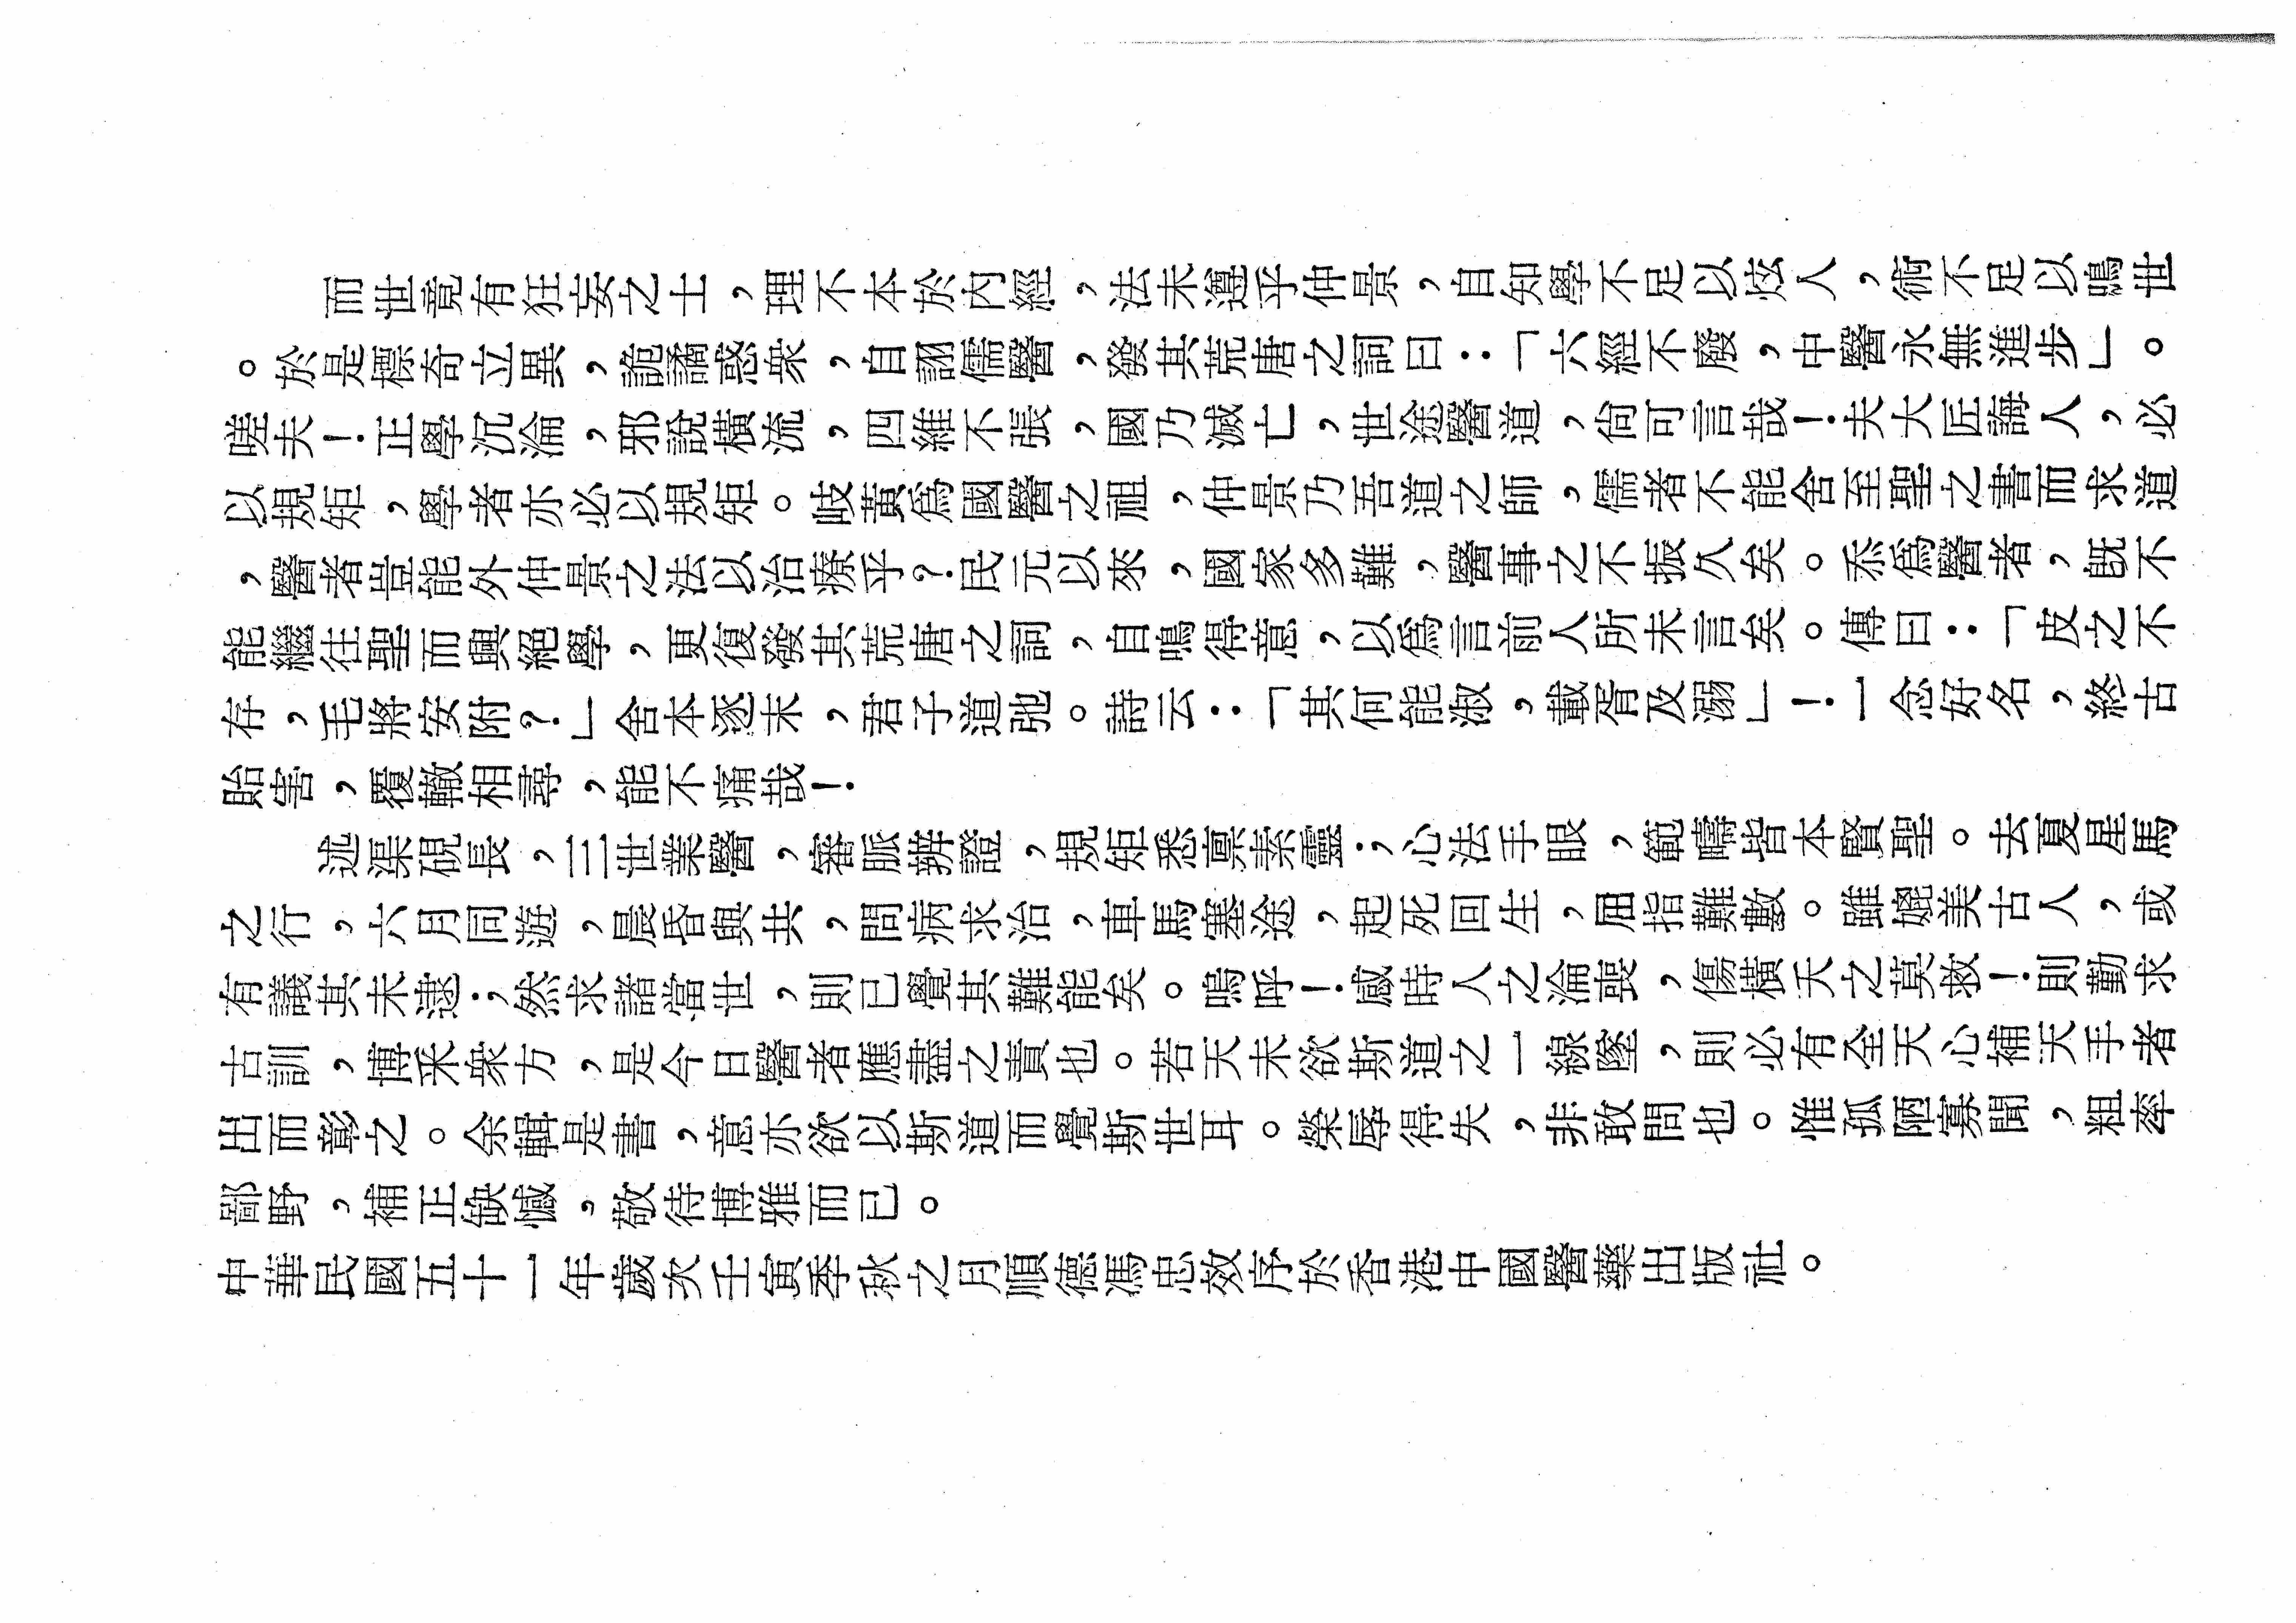 而世竟有狂妄之士，理不本於內經，法未遵乎仲景，自知學不足以炫人，術不足以鳴世
。於是標奇立異，詭譎惑衆，自詡儒醫，發其荒唐之詞曰：「六經不廢，中醫永無進步」。
嗟夫！正學沉淪，邪說橫流，四維不張，國乃滅亡，世途醫道，尙可言哉！夫大匠誨人，必
以規矩，學者亦必以規矩。岐黃爲國醫之祖，仲景乃吾道之師，儒者不能舍至聖之書而求道
，醫者豈能外仲景之法以治療乎？民元以來，國家多難，醫事之不振久矣。忝爲醫者，旣不
能繼往聖而興絕學，更復發其荒唐之詞，自鳴得意，以爲言前人所未言矣。傳曰：「皮之不
存，毛將安附？」舍本逐末，君子道弛。詩云：「其何能淑，載胥及溺」！一念好名，終古
貽害，覆轍相尋，能不痛哉！
述渠硯長，三世業醫，審脈辨證，規矩悉禀素靈；心法手眼，範疇皆本賢聖。去夏星馬
之行，六月同遊，晨昏與共，問病求治，車馬塞途，起死回生，屈指難數。雖媲美古人，或
有議其未逮；然求諸當世，則已覺其難能矣。嗚呼！感時人之淪喪，傷橫夭之莫救！則勤求
古訓，博釆衆方，是今日醫者應盡之責也。若天未欲斯道之一線墜，則必有全天心補天手者
出而彰之。余輯是書，意亦欲以斯道而覺斯世耳。榮辱得失，非敢問也。惟孤陋寡聞，粗率
鄙野，補正缺憾，敬待博雅而已。
中華民國五十一年歲次壬寅季秋之月順德馮忠效序於香港中國醫藥出版社。